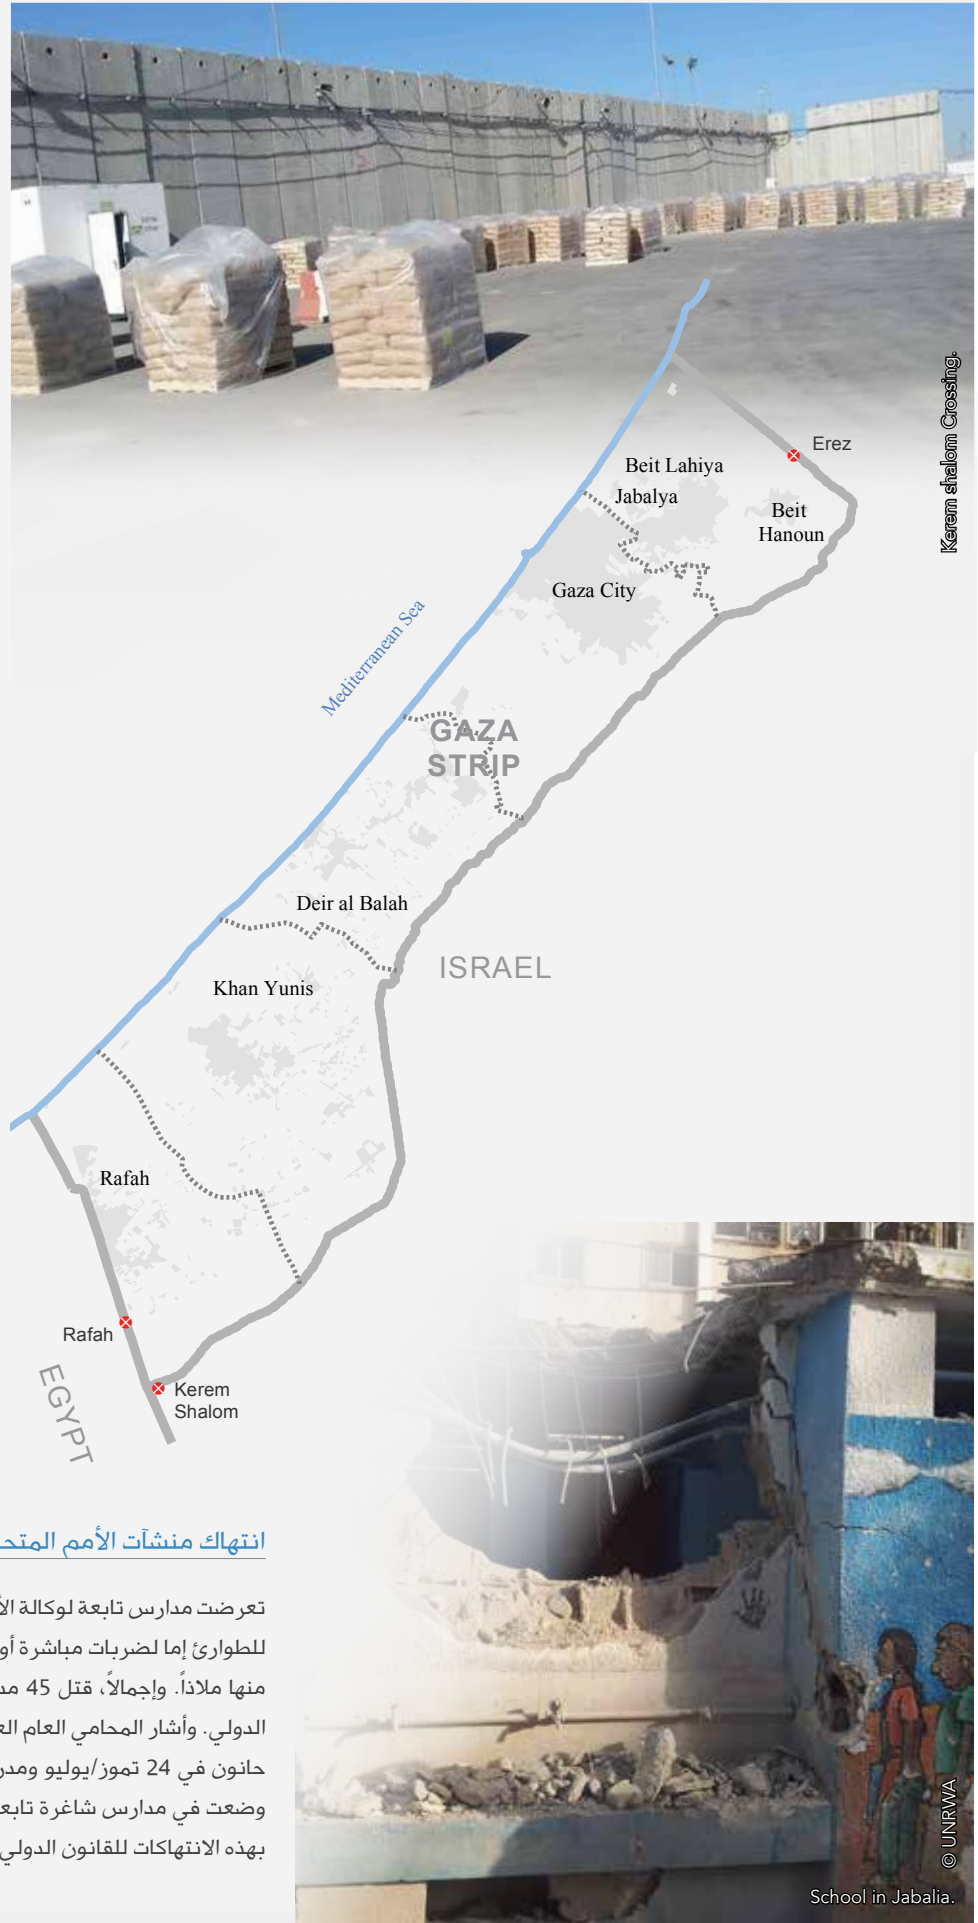 Kerem shalom Crossing.
Erez
Beit Lahiya
Jabalya
Beit
Hanoun
Gaza City
Mediterranean Sea
GAZA
STRIP
Deir al Balah
ISRAEL
Khan Yunis
Rafah
Rafah
Kerem
Shalom
EGYPT
انتهاك منشآت الأمم المتحـ
تعرضت مدارس تابعة لوكالة الأ
للطوارئ إما لضربات مباشرة أو
منها ملاذاً. وإجمالاً، قتل 45 مد
الدولي. وأشار المحامي العام الع
حانون في 24 تموز/يوليو ومدر
وضعت في مدارس شاغرة تابع
بهذه الانتهاكات للقانون الدولي
© UNRWA
School in Jabalia.